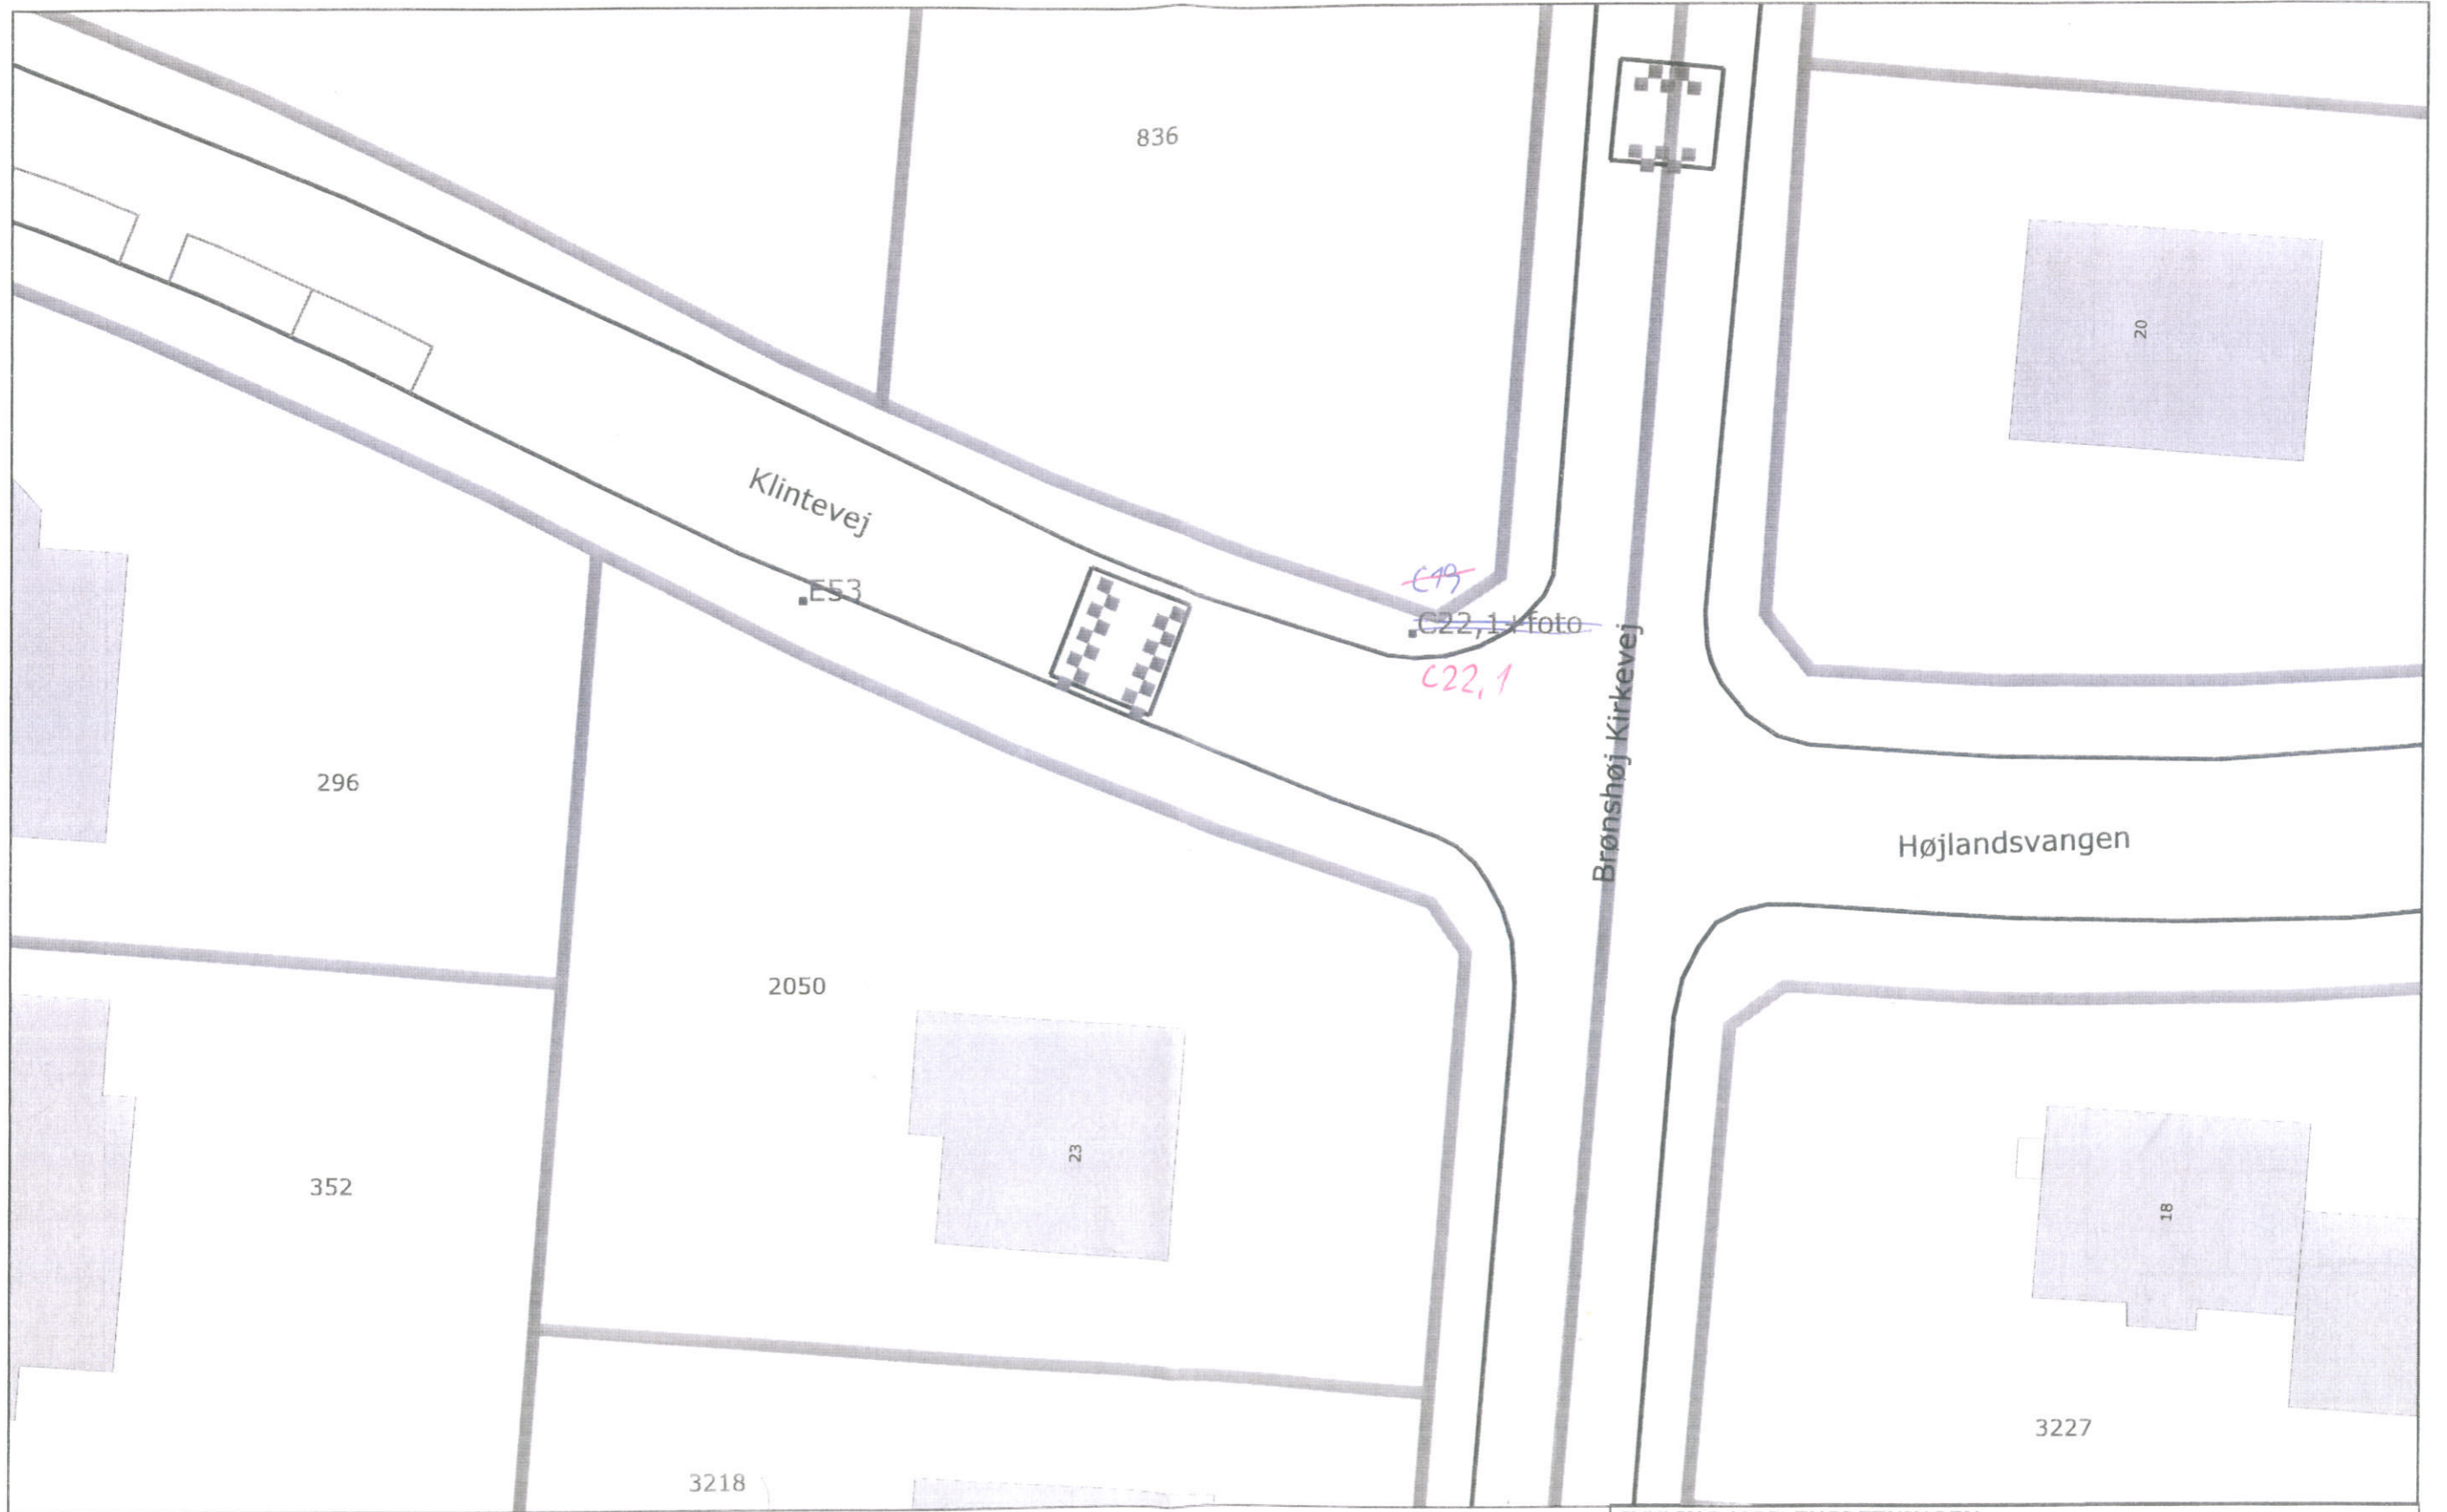 836
20
Klintevej
E53
C19
C22,1+foto
C22,1
Brønshøj Kirkevej
296
Højlandsvangen
2050
23
352
18
3227
3218